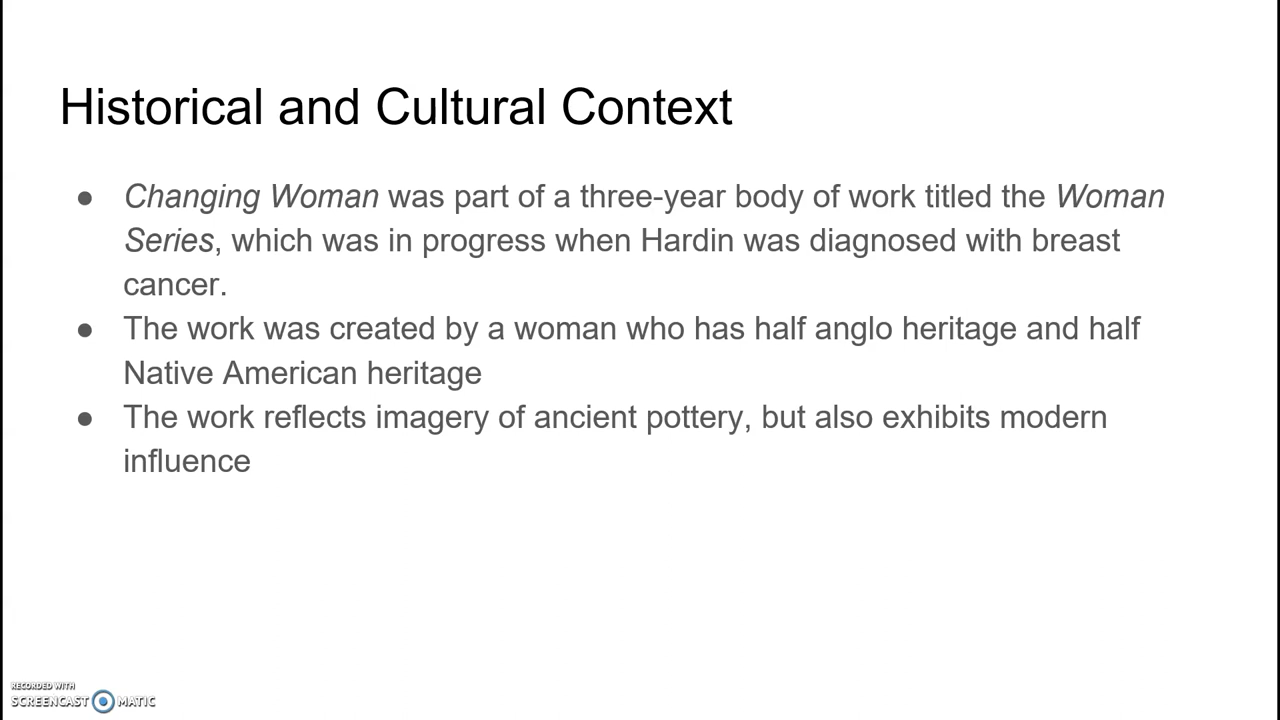 Historical and Cultural Context
● Changing Woman was part of a three-year body of work titled the Woman
Series, which was in progress when Hardin was diagnosed with breast
cancer.
● The work was created by a woman who has half anglo heritage and half
Native American heritage
● The work reflects imagery of ancient pottery, but also exhibits modern
influence
RECORDED WITH
SCREENCAST MATIC